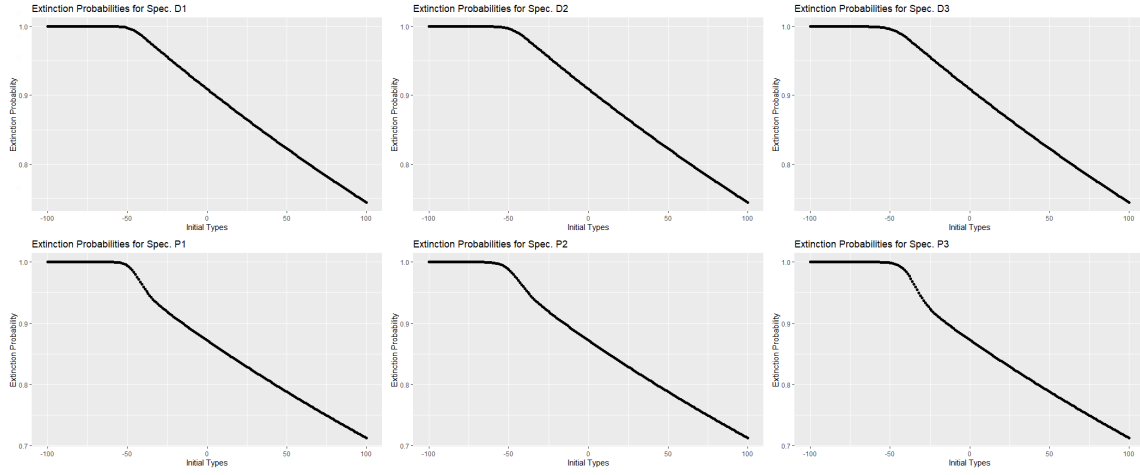 Extinction Probabilities for Spec. D1
Extinction Probability
1.0
0.9
0.8
-100 -50 0 50 100
Initial Types
Extinction Probabilities for Spec. D2
Extinction Probability
1.0
0.9
0.8
-100 -50 0 50 100
Initial Types
Extinction Probabilities for Spec. D3
Extinction Probability
1.0
0.9
0.8
-100 -50 0 50 100
Initial Types
Extinction Probabilities for Spec. P1
Extinction Probability
1.0
0.9
0.8
0.7
-100 -50 0 50 100
Initial Types
Extinction Probabilities for Spec. P2
Extinction Probability
1.0
0.9
0.8
0.7
-100 -50 0 50 100
Initial Types
Extinction Probabilities for Spec. P3
Extinction Probability
1.0
0.9
0.8
0.7
-100 -50 0 50 100
Initial Types